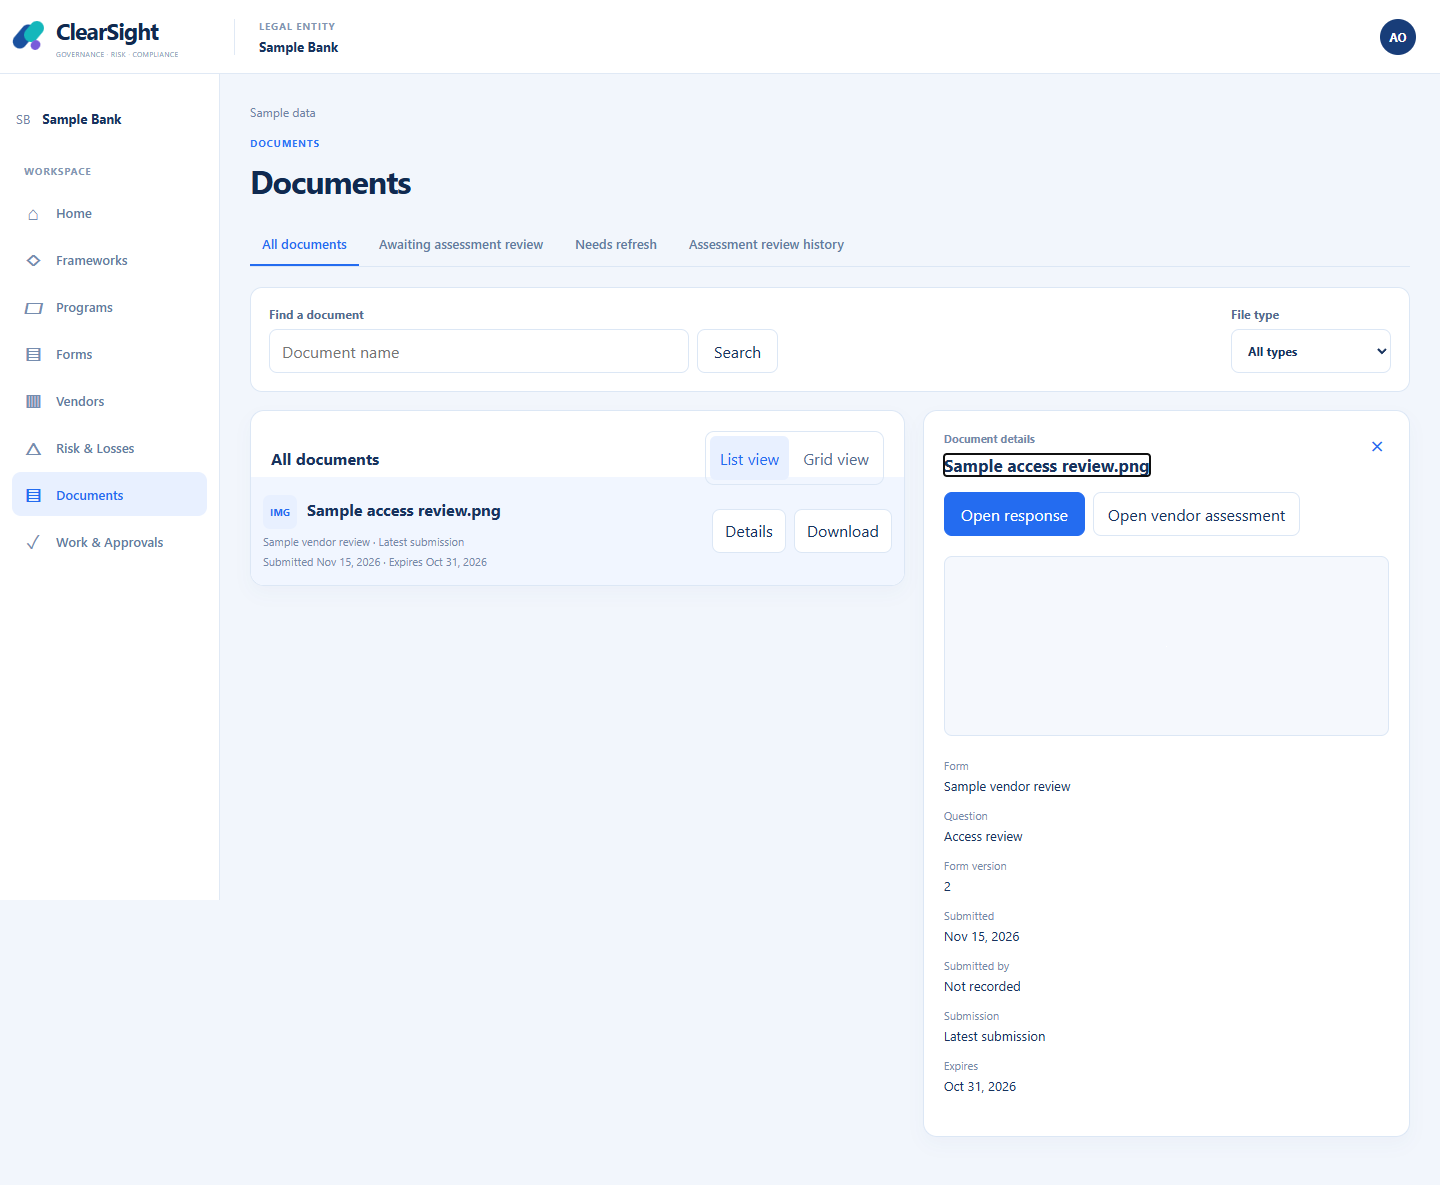 ClearSight
GOVERNANCE · RISK · COMPLIANCE
LEGAL ENTITY
Sample Bank
AO
SB Sample Bank
WORKSPACE
Home
Frameworks
Programs
Forms
Vendors
Risk & Losses
Documents
Work & Approvals
Sample data
DOCUMENTS
Documents
All documents
Awaiting assessment review
Needs refresh
Assessment review history
Find a document
Document name
Search
File type
All types
All documents
List view
Grid view
IMG
Sample access review.png
Sample vendor review · Latest submission
Submitted Nov 15, 2026 · Expires Oct 31, 2026
Details
Download
Document details
Sample access review.png
Open response
Open vendor assessment
Form
Sample vendor review
Question
Access review
Form version
2
Submitted
Nov 15, 2026
Submitted by
Not recorded
Submission
Latest submission
Expires
Oct 31, 2026